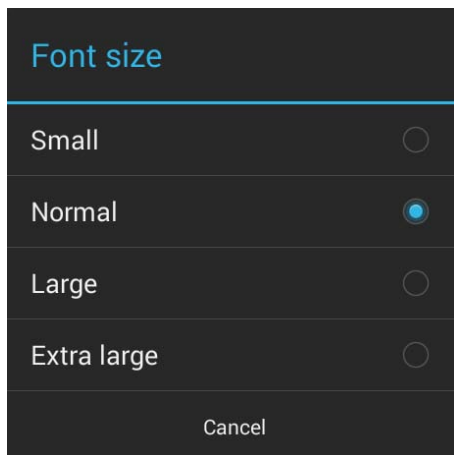 Font size
Small
Normal
Large
Extra large
Cancel